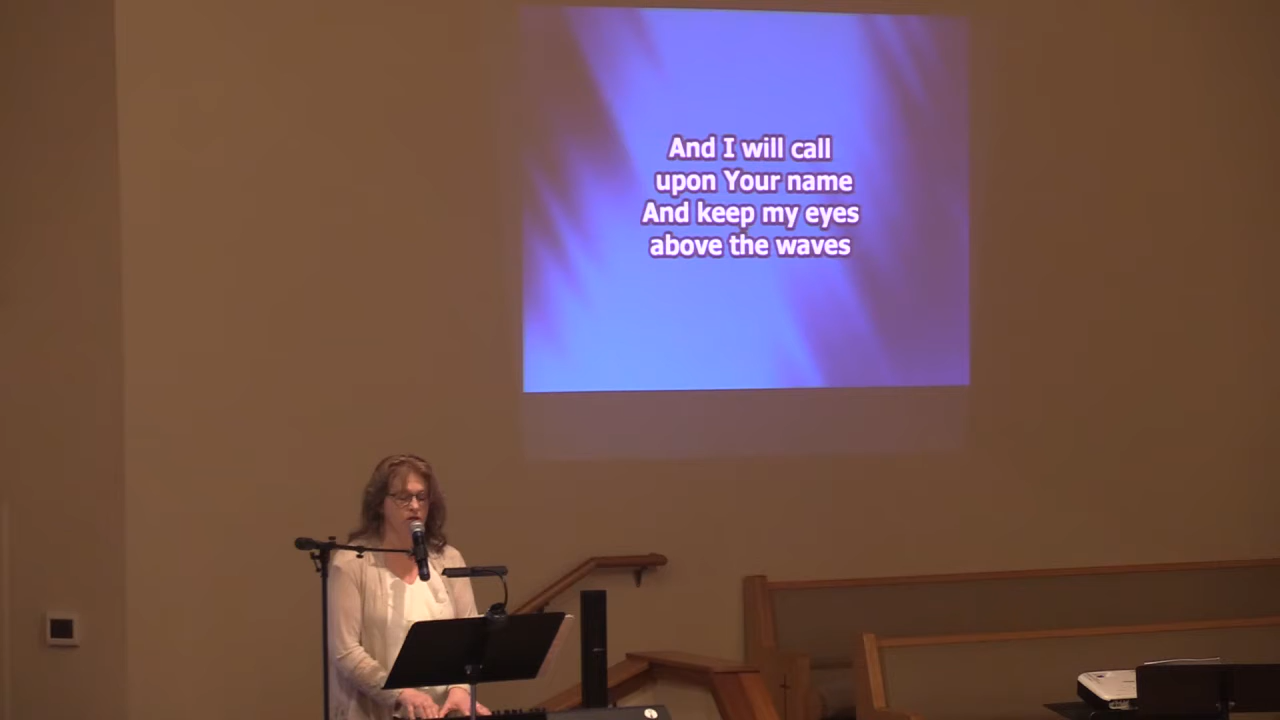 And I will call
upon Your name
And keep my eyes
above the waves